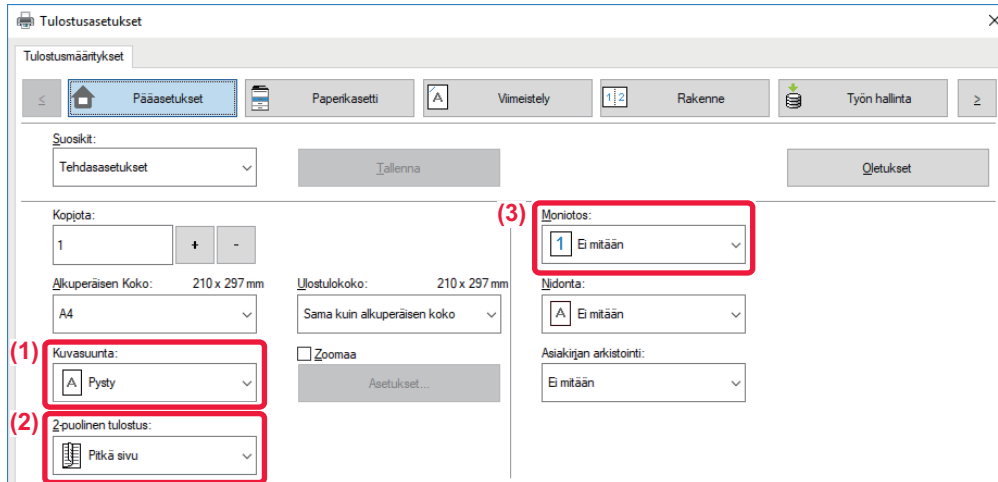 Tulostusasetukset
Tulostusmääritykset
< Pääasetukset Paperikasetti A Viimeistely 1 2 Rakenne Työn hallinta >
Suosikit:
Tehdasasetukset Tallenna Oletukset
Kopiota: (3) Moniotos:
1 + - 1 Ei mitään
Alkuperäisen Koko: 210 x 297 mm Ulostulokoko: 210 x 297 mm Nidonta:
A4 Sama kuin alkuperäisen koko A Ei mitään
(1) Kuvasuunta: Zoomaa Asiakirjan arkistointi:
A Pysty Asetukset... Ei mitään
(2) 2-puolinen tulostus:
Pitkä sivu